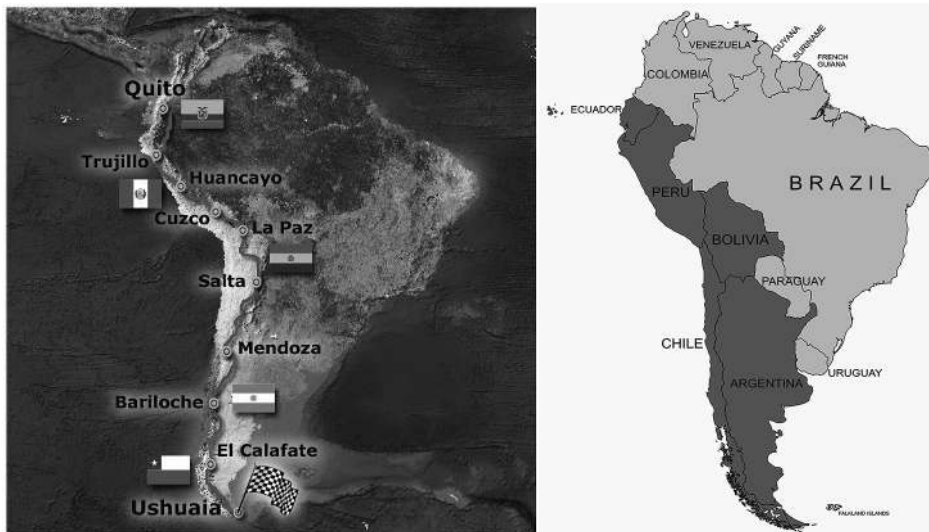 Quito
Trujillo
Huancayo
Cuzco
La Paz
Salta
Mendoza
Bariloche
El Calafate
Ushuaia
VENEZUELA
GUYANA
SURINAME
FRENCH
GUIANA
COLOMBIA
ECUADOR
PERU
BRAZIL
BOLIVIA
PARAGUAY
CHILE
ARGENTINA
URUGUAY
FALKLAND ISLANDS